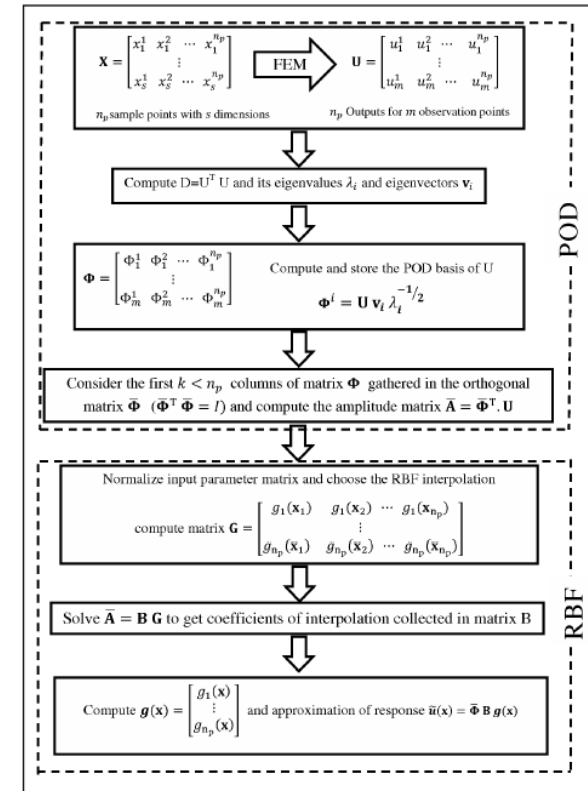 X = [x_1^1 x_1^2 ⋯ x_1^{n_p} ⋮ x_s^1 x_s^2 ⋯ x_s^{n_p}] FEM U = [u_1^1 u_1^2 ⋯ u_1^{n_p} ⋮ u_m^1 u_m^2 ⋯ u_m^{n_p}]
n_p sample points with s dimensions n_p Outputs for m observation points
Compute D=U^T U and its eigenvalues λ_i and eigenvectors v_i
Φ = [Φ_1^1 Φ_1^2 ⋯ Φ_1^{n_p} ⋮ Φ_m^1 Φ_m^2 ⋯ Φ_m^{n_p}] Compute and store the POD basis of U
Φ^i = U v_i λ_i^{-1/2}
Consider the first k < n_p columns of matrix Φ gathered in the orthogonal
matrix Φ̄ (Φ̄^T Φ̄ = I) and compute the amplitude matrix Ā = Φ̄^T. U
POD
Normalize input parameter matrix and choose the RBF interpolation
compute matrix G = [g_1(x_1) g_1(x_2) ⋯ g_1(x_{n_p}) ⋮ g_{n_p}(x_1) g_{n_p}(x_2) ⋯ g_{n_p}(x_{n_p})]
Solve Ā = B G to get coefficients of interpolation collected in matrix B
Compute g(x) = [g_1(x) ⋮ g_{n_p}(x)] and approximation of response ũ(x) = Φ̄ B g(x)
RBF